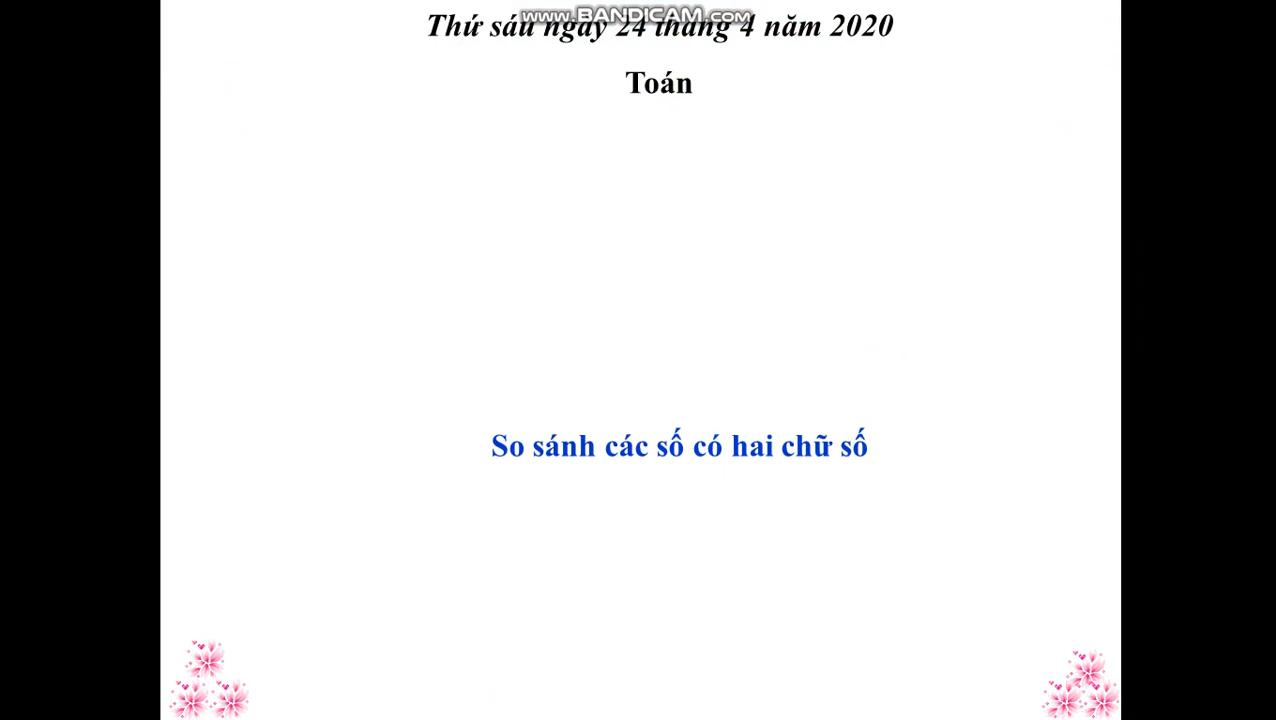 www.BANDICAM.com
Thứ sáu ngày 24 tháng 4 năm 2020
Toán
So sánh các số có hai chữ số